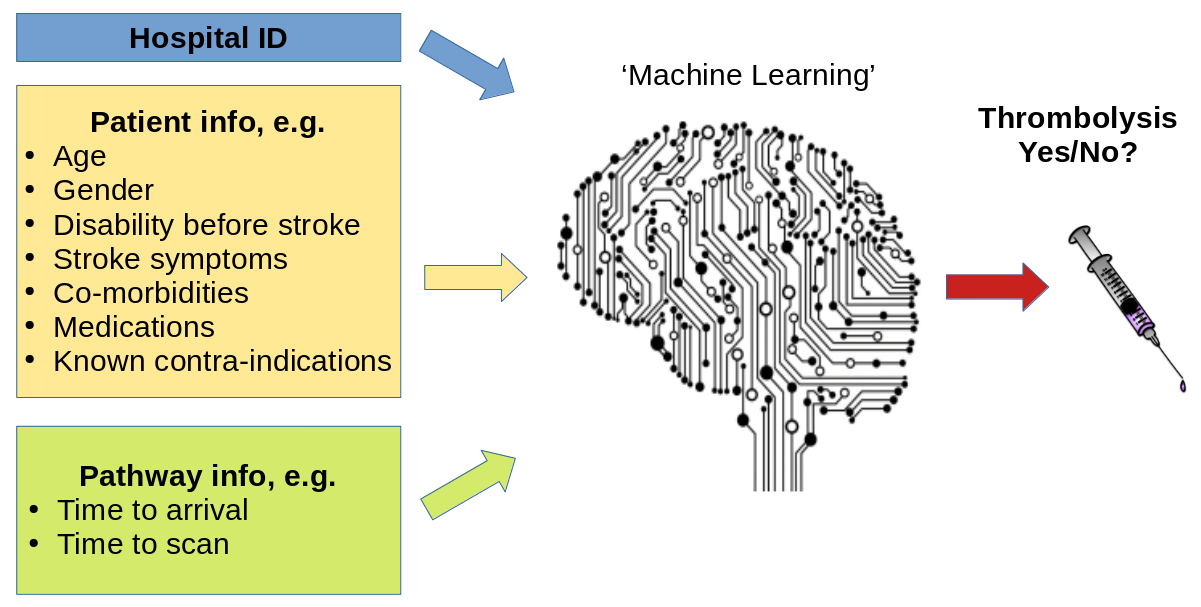 Hospital ID
Patient info, e.g.
• Age
• Gender
• Disability before stroke
• Stroke symptoms
• Co-morbidities
• Medications
• Known contra-indications
Pathway info, e.g.
• Time to arrival
• Time to scan
‘Machine Learning’
Thrombolysis
Yes/No?